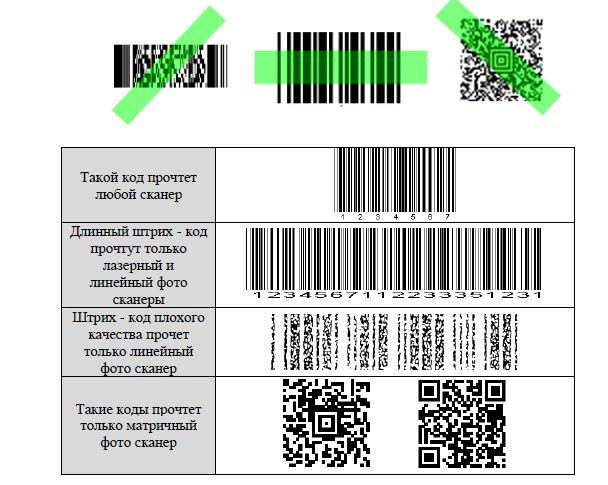 Такой код прочтет
любой сканер
1 2 3 4 5 6 7
Длинный штрих - код
прочтут только
лазерный и
линейный фото
сканеры
1234567112233351231
Штрих - код плохого
качества прочет
только линейный
фото сканер
Такие коды прочтет
только матричный
фото сканер